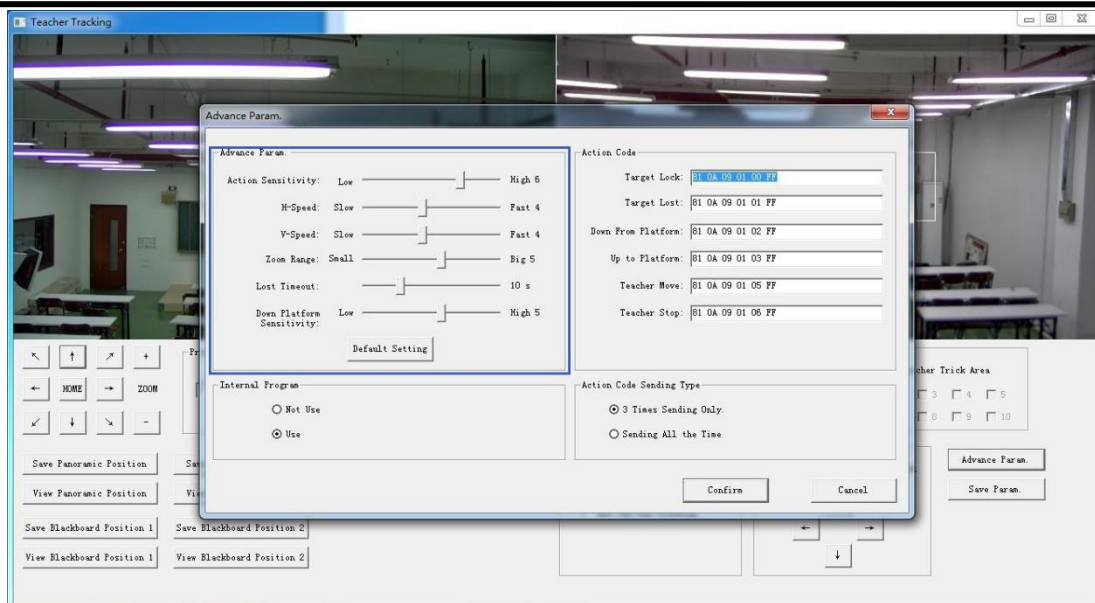 Teacher Tracking
Advance Param.
Advance Param.
Action Sensitivity: Low High 6
H-Speed: Slow Fast 4
V-Speed: Slow Fast 4
Zoom Range: Small Big 5
Lost Timeout: 10 s
Down Platform Sensitivity: Low High 5
Default Setting
Action Code
Target Lock: 81 0A 09 01 00 FF
Target Lost: 81 0A 09 01 01 FF
Down From Platform: 81 0A 09 01 02 FF
Up to Platform: 81 0A 09 01 03 FF
Teacher Move: 81 0A 09 01 05 FF
Teacher Stop: 81 0A 09 01 06 FF
Internal Program
Not Use
Use
Action Code Sending Type
3 Times Sending Only.
Sending All the Time
Confirm Cancel
HOME ZOOM
+
-
Trick Area
3 4 5
8 9 10
Save Panoramic Position
View Panoramic Position
Save Blackboard Position 1 Save Blackboard Position 2
View Blackboard Position 1 View Blackboard Position 2
Advance Param.
Save Param.